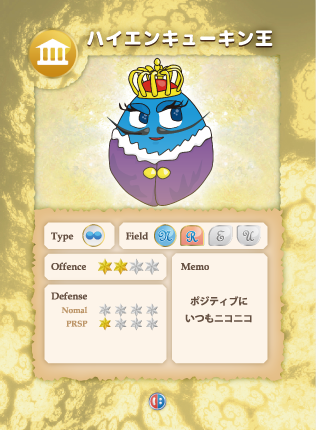 ハイエンキューキン王
Type
Field
N R E U
Offence
Memo
ポジティブに
いつもニコニコ
Defense
Nomal
PRSP